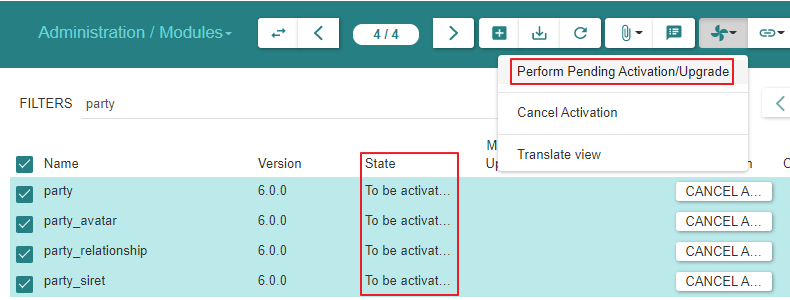 Administration / Modules
4 / 4
Perform Pending Activation/Upgrade
Cancel Activation
Translate view
FILTERS party
Name Version State
party 6.0.0 To be activat… CANCEL A…
party_avatar 6.0.0 To be activat… CANCEL A…
party_relationship 6.0.0 To be activat… CANCEL A…
party_siret 6.0.0 To be activat… CANCEL A…